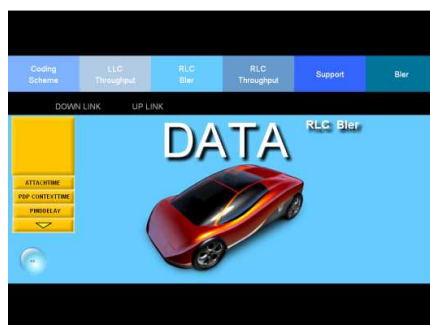 Coding Scheme
LLC Throughput
RLC Bler
RLC Throughput
Support
Bler
DOWN LINK UP LINK
DATA
RLC Bler
ATTACHTIME
PDP CONTEXTTIME
PINGDELAY